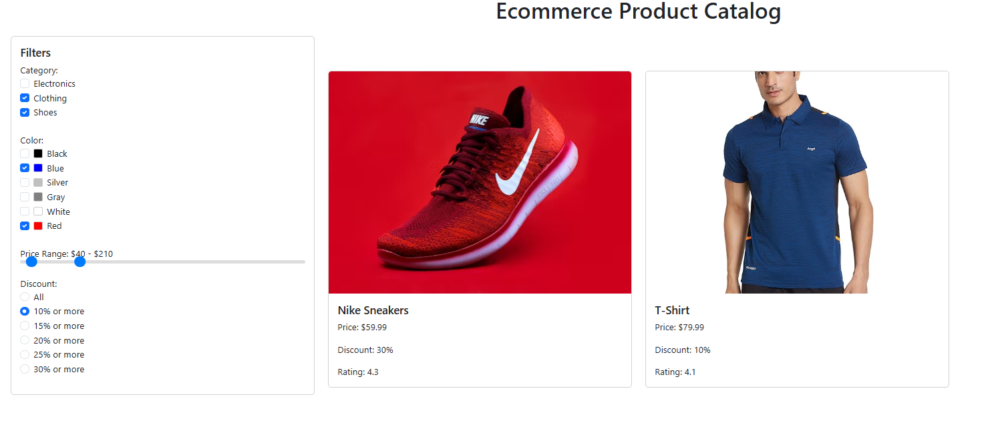 Ecommerce Product Catalog
Filters
Category:
Electronics
Clothing
Shoes
Color:
Black
Blue
Silver
Gray
White
Red
Price Range: $40 - $210
Discount:
All
10% or more
15% or more
20% or more
25% or more
30% or more
NIKE
Nike Sneakers
Price: $59.99
Discount: 30%
Rating: 4.3
T-Shirt
Price: $79.99
Discount: 10%
Rating: 4.1